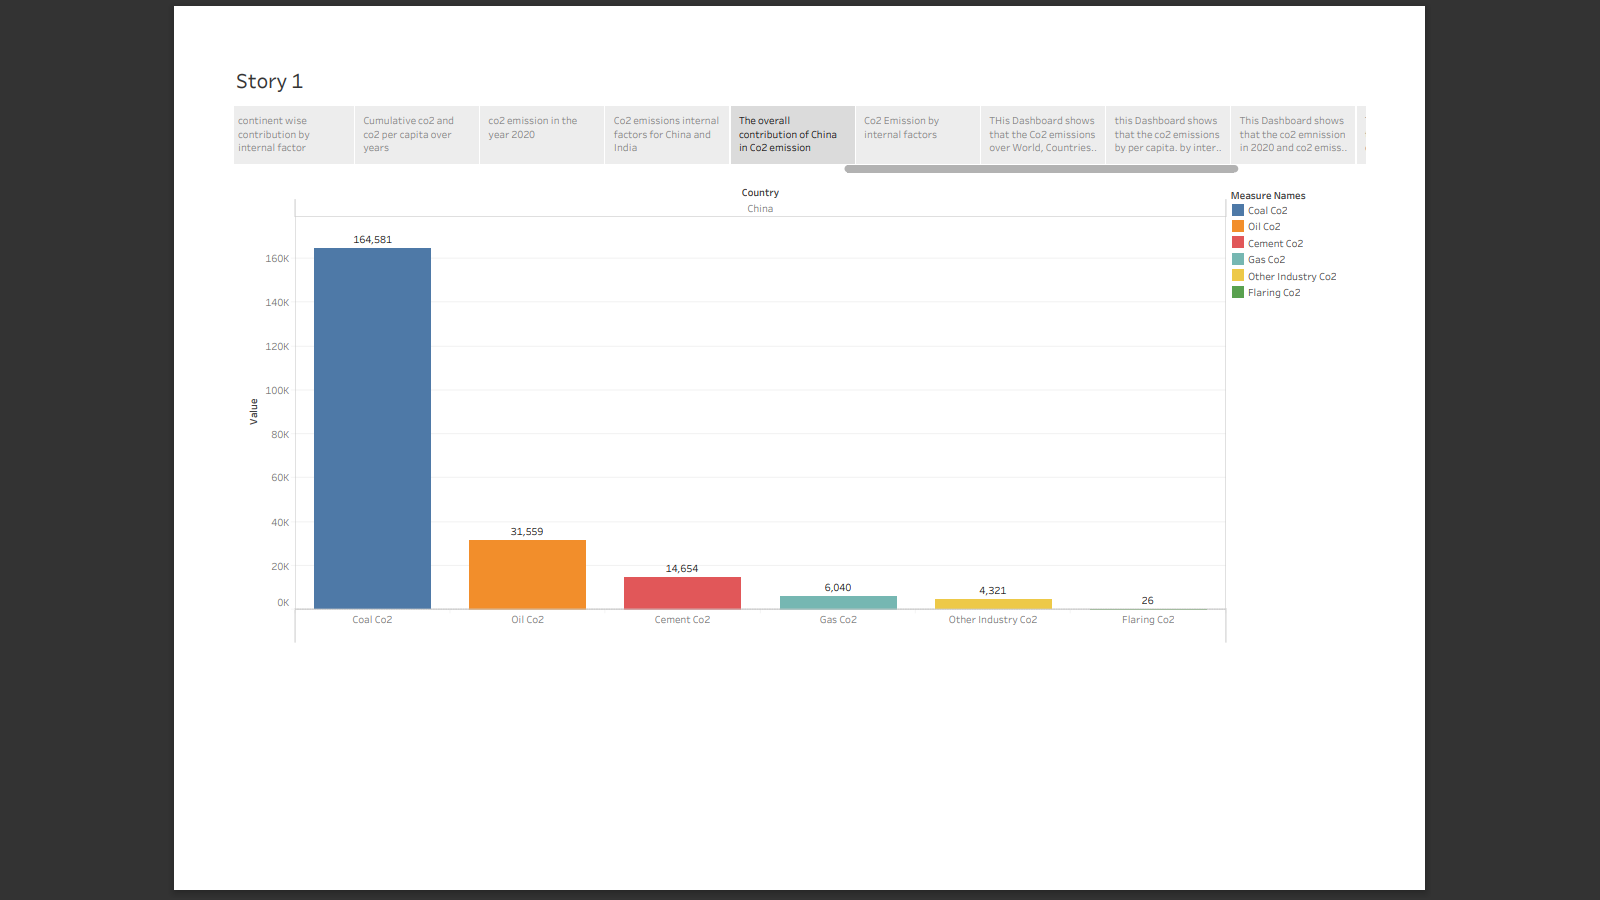 Story 1
continent wise
contribution by
internal factor
Cumulative co2 and
co2 per capita over
years
co2 emission in the
year 2020
Co2 emissions internal
factors for China and
India
The overall
contribution of China
in Co2 emission
Co2 Emission by
internal factors
THis Dashboard shows
that the Co2 emissions
over World, Countries..
this Dashboard shows
that the co2 emissions
by per capita. by inter..
This Dashboard shows
that the co2 emnission
in 2020 and co2 emiss..
Country
China
Value
160K
140K
120K
100K
80K
60K
40K
20K
0K
164,581
31,559
14,654
6,040
4,321
26
Coal Co2
Oil Co2
Cement Co2
Gas Co2
Other Industry Co2
Flaring Co2
Measure Names
Coal Co2
Oil Co2
Cement Co2
Gas Co2
Other Industry Co2
Flaring Co2